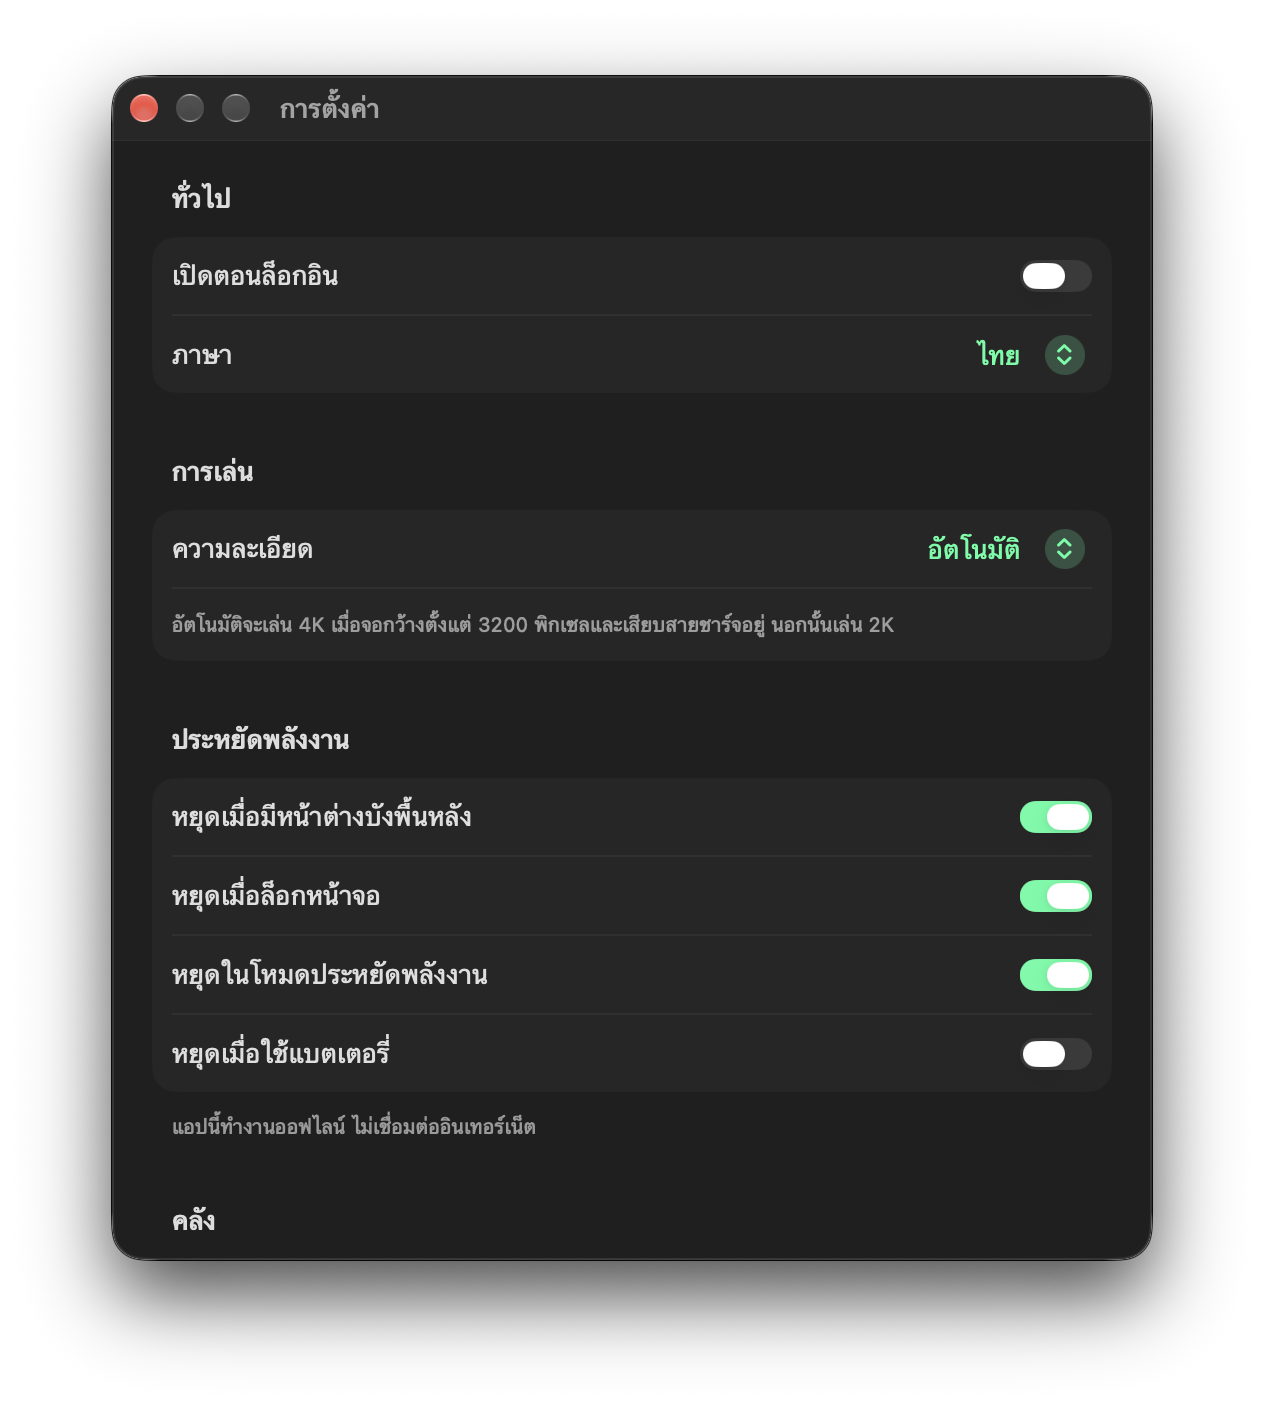 การตั้งค่า
ทั่วไป
เปิดตอนล็อกอิน
ภาษา ไทย
การเล่น
ความละเอียด อัตโนมัติ
อัตโนมัติจะเล่น 4K เมื่อจอกว้างตั้งแต่ 3200 พิกเซลและเสียบสายชาร์จอยู่ นอกนั้นเล่น 2K
ประหยัดพลังงาน
หยุดเมื่อมีหน้าต่างบังพื้นหลัง
หยุดเมื่อล็อกหน้าจอ
หยุดในโหมดประหยัดพลังงาน
หยุดเมื่อใช้แบตเตอรี่
แอปนี้ทำงานออฟไลน์ ไม่เชื่อมต่ออินเทอร์เน็ต
คลัง